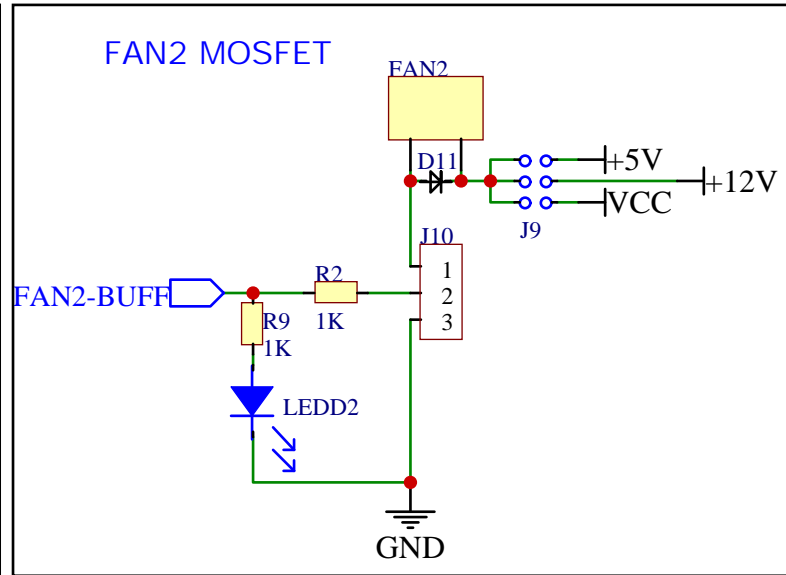 FAN2 MOSFET
FAN2
D11
+5V
+12V
VCC
J9
J10
1
2
3
FAN2-BUFF
R2
1K
R9
1K
LEDD2
GND